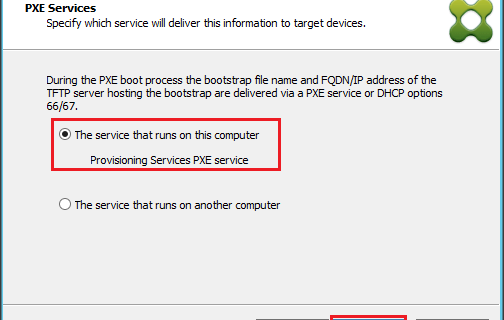 PXE Services
Specify which service will deliver this information to target devices.
During the PXE boot process the bootstrap file name and FQDN/IP address of the
TFTP server hosting the bootstrap are delivered via a PXE service or DHCP options
66/67.
The service that runs on this computer
Provisioning Services PXE service
The service that runs on another computer